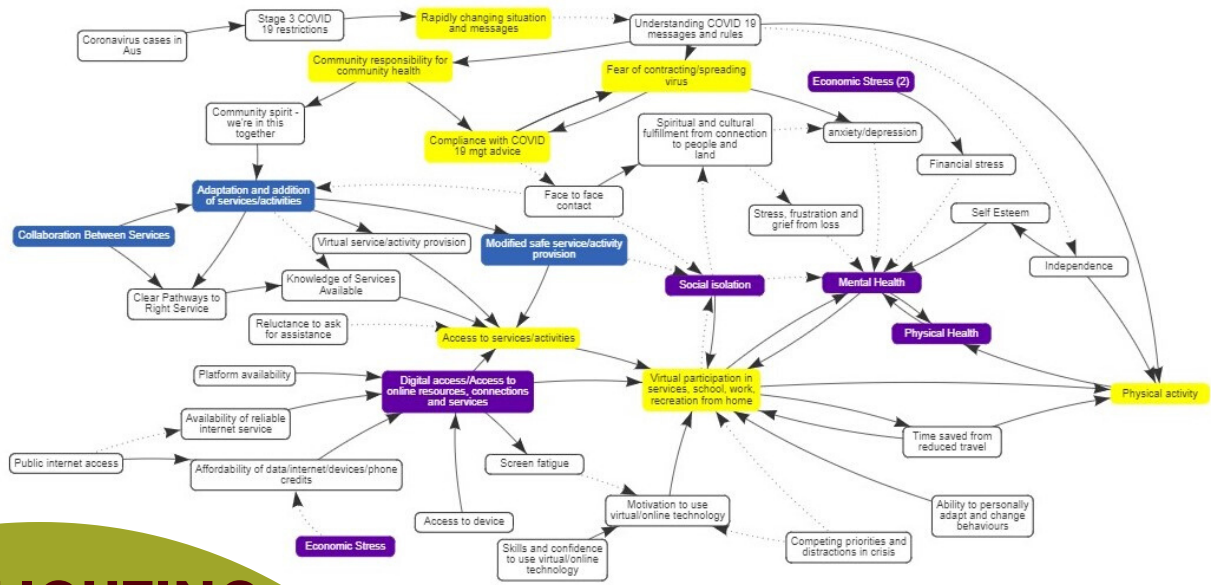 Coronavirus cases in
Aus
Stage 3 COVID
19 restrictions
Rapidly changing situation
and messages
Understanding COVID 19
messages and rules
Community responsibility for
community health
Fear of contracting/spreading
virus
Economic Stress (2)
Community spirit -
we're in this
together
Compliance with COVID
19 mgt advice
Spiritual and cultural
fulfillment from connection
to people and
land
anxiety/depression
Financial stress
Adaptation and addition
of services/activities
Face to face
contact
Stress, frustration and
grief from loss
Self Esteem
Collaboration Between Services
Virtual service/activity provision
Modified safe service/activity
provision
Independence
Clear Pathways to
Right Service
Knowledge of Services
Available
Social isolation
Mental Health
Reluctance to ask
for assistance
Access to services/activities
Physical Health
Platform availability
Digital access/Access to
online resources, connections
and services
Virtual participation in
services, school, work,
recreation from home
Physical activity
Availability of reliable
internet service
Time saved from
reduced travel
Public internet access
Affordability of data/internet/devices/phone
credits
Screen fatigue
Access to device
Motivation to use
virtual/online technology
Ability to personally
adapt and change
behaviours
Economic Stress
Skills and confidence
to use virtual/online
technology
Competing priorities and
distractions in crisis